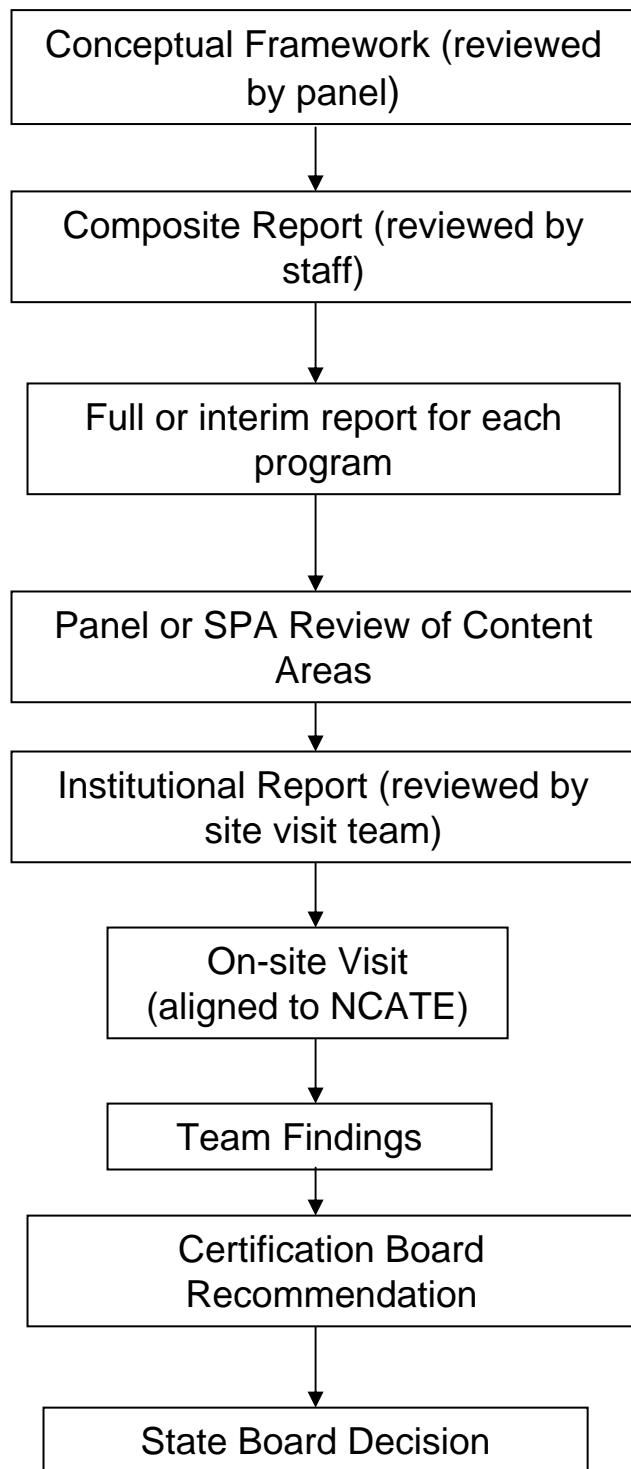 Conceptual Framework (reviewed
by panel)
Composite Report (reviewed by
staff)
Full or interim report for each
program
Panel or SPA Review of Content
Areas
Institutional Report (reviewed by
site visit team)
On-site Visit
(aligned to NCATE)
Team Findings
Certification Board
Recommendation
State Board Decision